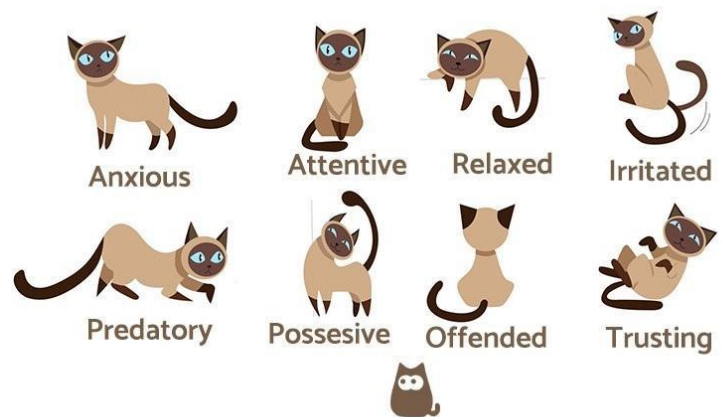 Anxious
Attentive
Relaxed
Irritated
Predatory
Possesive
Offended
Trusting